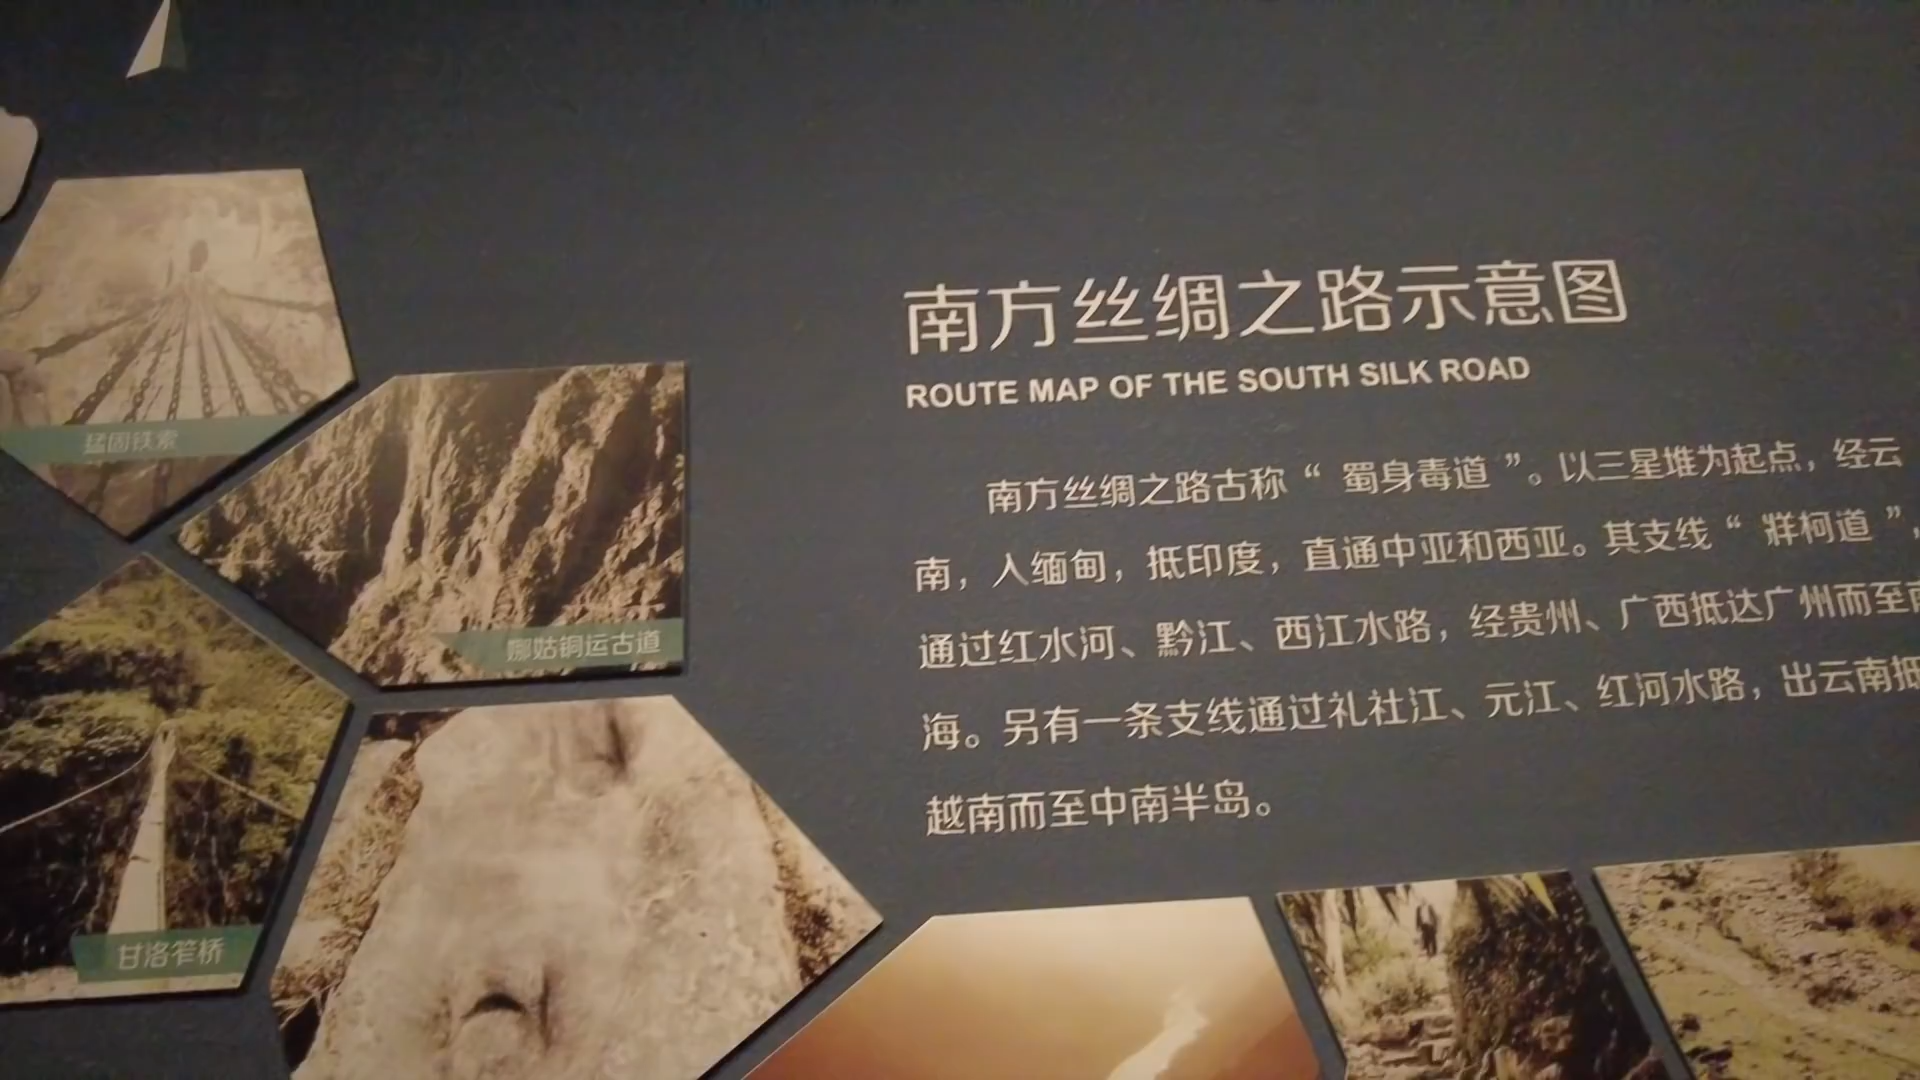 南方丝绸之路示意图
ROUTE MAP OF THE SOUTH SILK ROAD
南方丝绸之路古称“蜀身毒道”。以三星堆为起点，经云
南，入缅甸，抵印度，直通中亚和西亚。其支线“牂柯道”，
通过红水河、黔江、西江水路，经贵州、广西抵达广州而至南
海。另有一条支线通过礼社江、元江、红河水路，出云南抵
越南而至中南半岛。
猛固铁索
娜姑铜运古道
甘洛笮桥